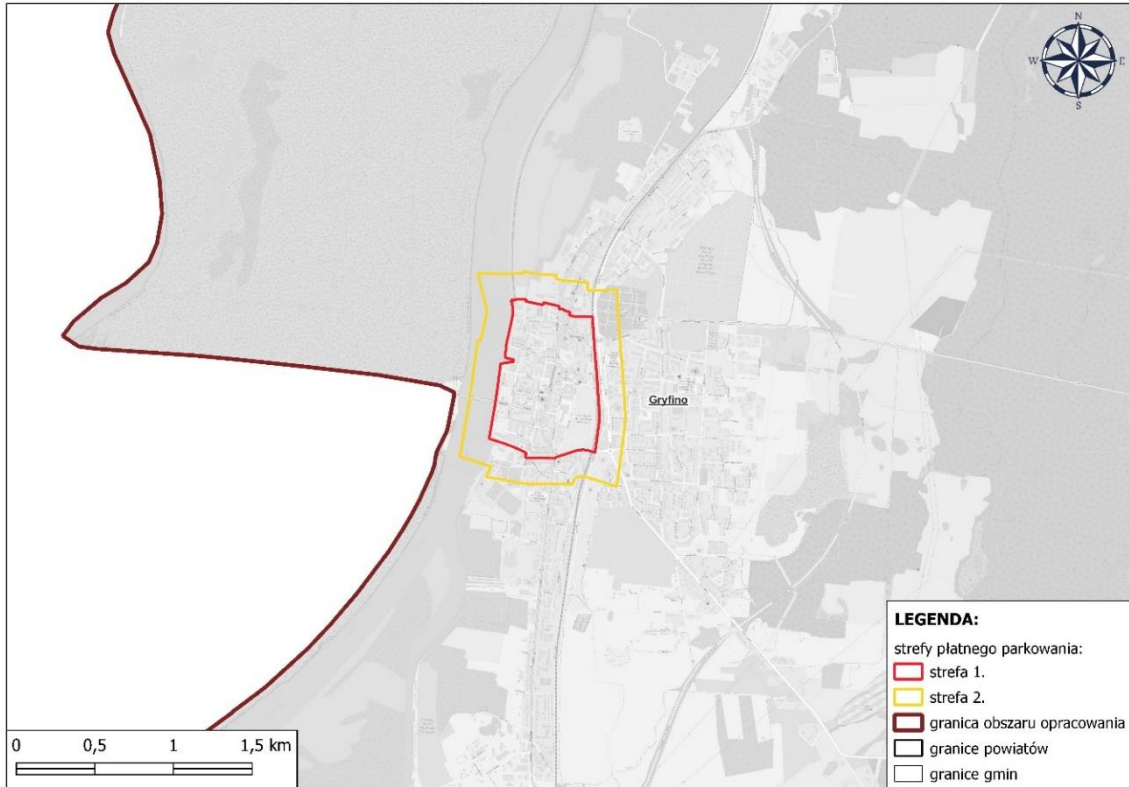 N
W E
S
Gryfino
LEGENDA:
strefy płatnego parkowania:
strefa 1.
strefa 2.
granica obszaru opracowania
granice powiatów
granice gmin
0 0,5 1 1,5 km